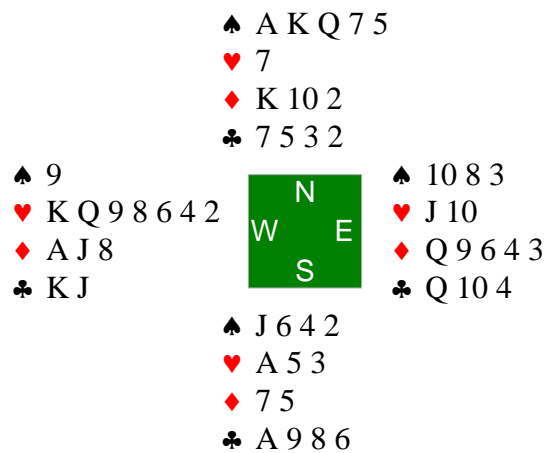 ♠ A K Q 7 5
♥ 7
♦ K 10 2
♣ 7 5 3 2
♠ 9
♥ K Q 9 8 6 4 2
♦ A J 8
♣ K J
N
W E
S
♠ 10 8 3
♥ J 10
♦ Q 9 6 4 3
♣ Q 10 4
♠ J 6 4 2
♥ A 5 3
♦ 7 5
♣ A 9 8 6